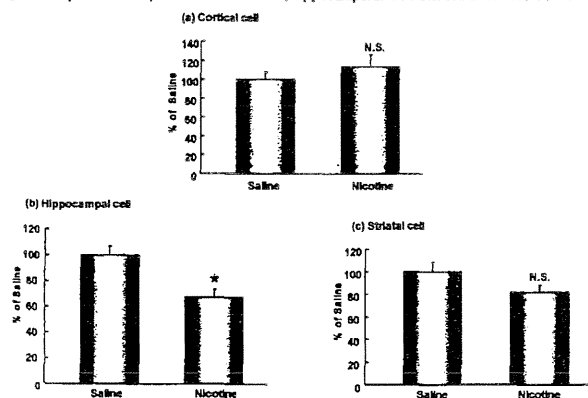 (a) Cortical cell
% of Saline
140
120
100
80
60
40
20
0
N.S.
Saline
Nicotine
(b) Hippocampal cell
% of Saline
120
100
80
60
40
20
0
*
Saline
Nicotine
(c) Striatal cell
% of Saline
120
100
80
60
40
20
0
N.S.
Saline
Nicotine